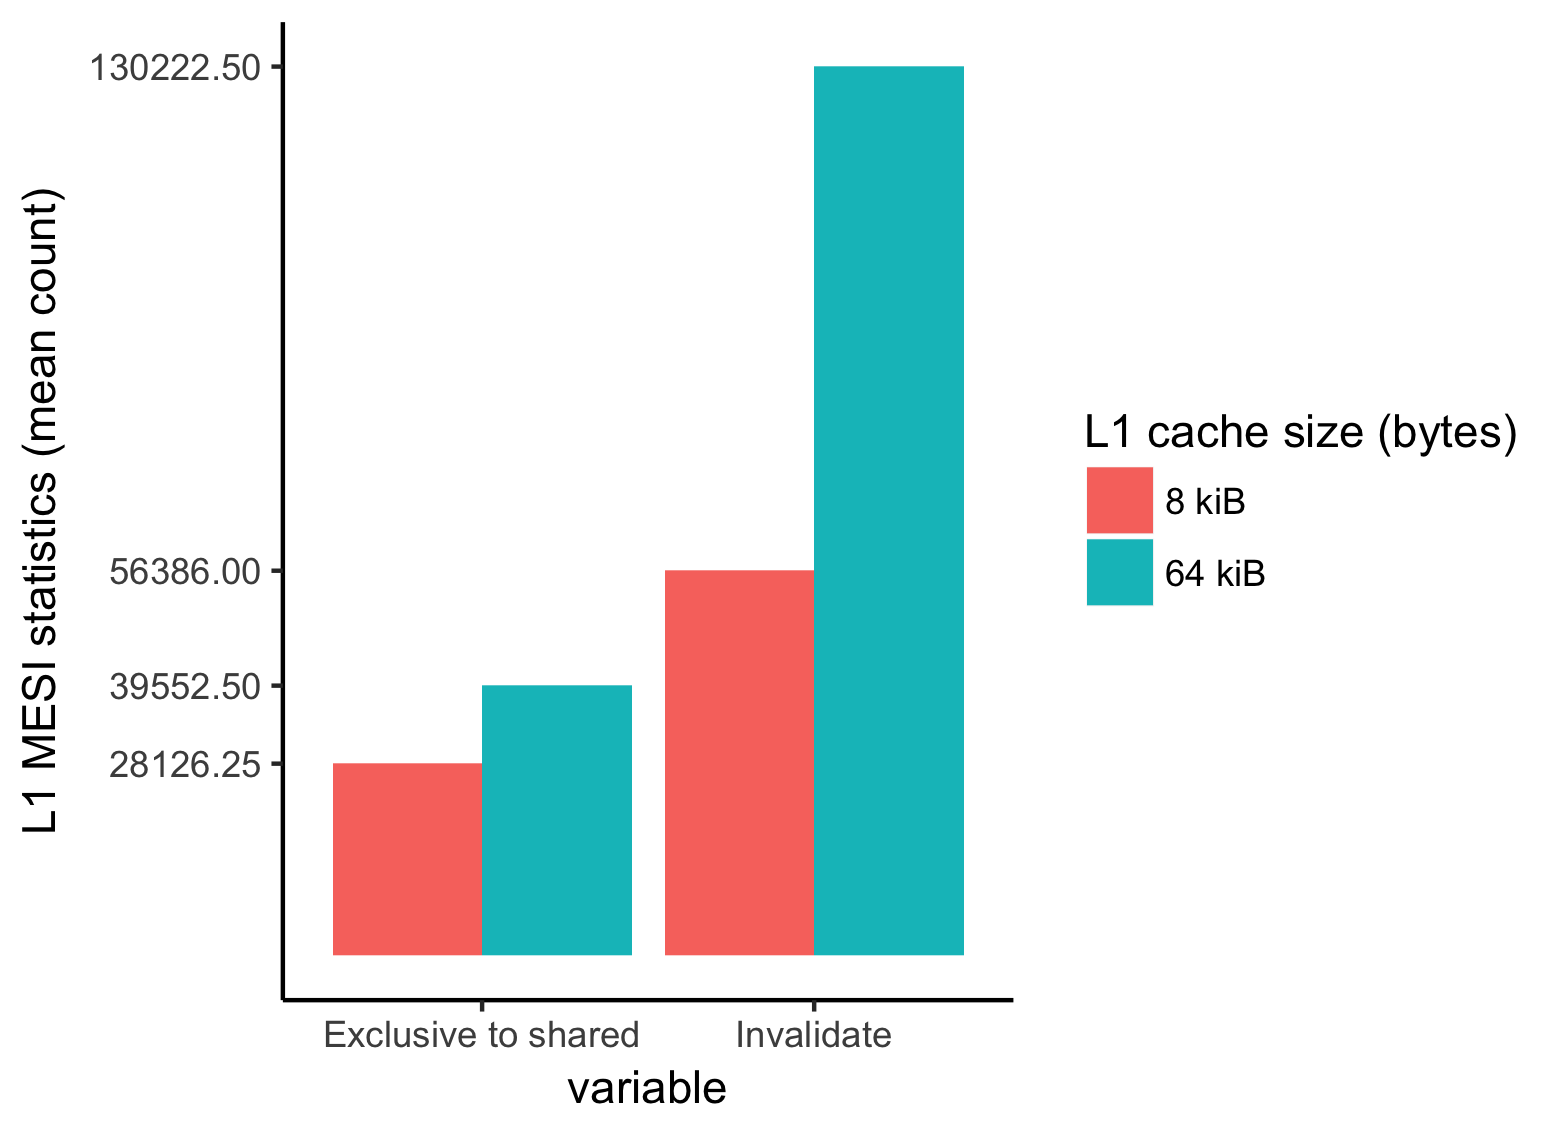 L1 MESI statistics (mean count)
130222.50
56386.00
39552.50
28126.25
Exclusive to shared
Invalidate
variable
L1 cache size (bytes)
8 kiB
64 kiB